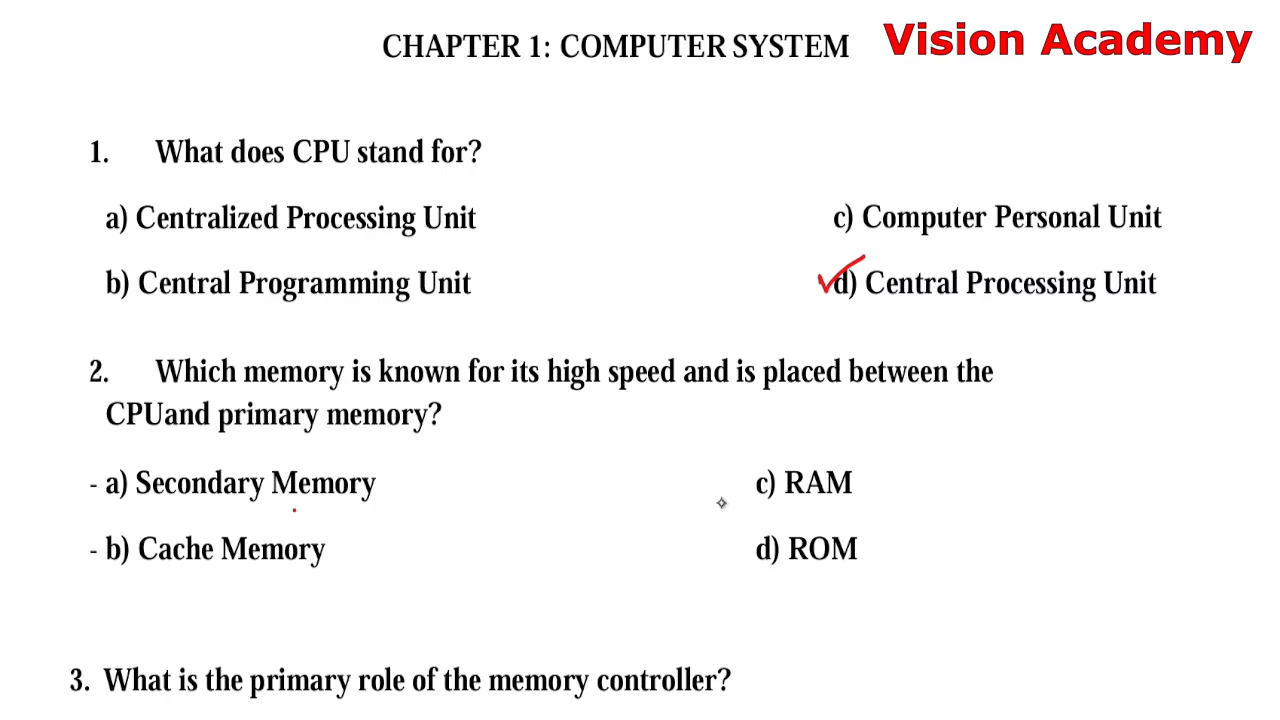 CHAPTER 1: COMPUTER SYSTEM
Vision Academy
1. What does CPU stand for?
a) Centralized Processing Unit
c) Computer Personal Unit
b) Central Programming Unit
d) Central Processing Unit
2. Which memory is known for its high speed and is placed between the
CPUand primary memory?
- a) Secondary Memory
c) RAM
- b) Cache Memory
d) ROM
3. What is the primary role of the memory controller?